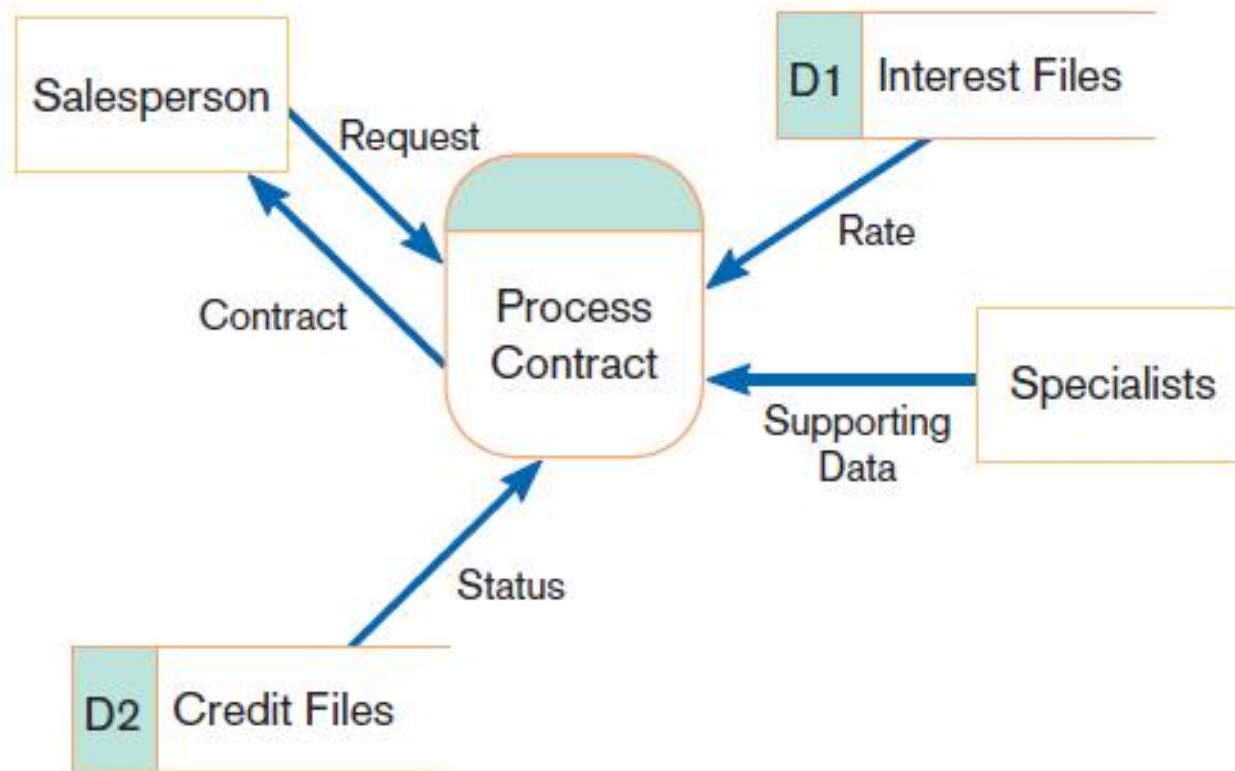 Salesperson
D1 Interest Files
Request
Rate
Contract
Process
Contract
Specialists
Supporting
Data
Status
D2 Credit Files